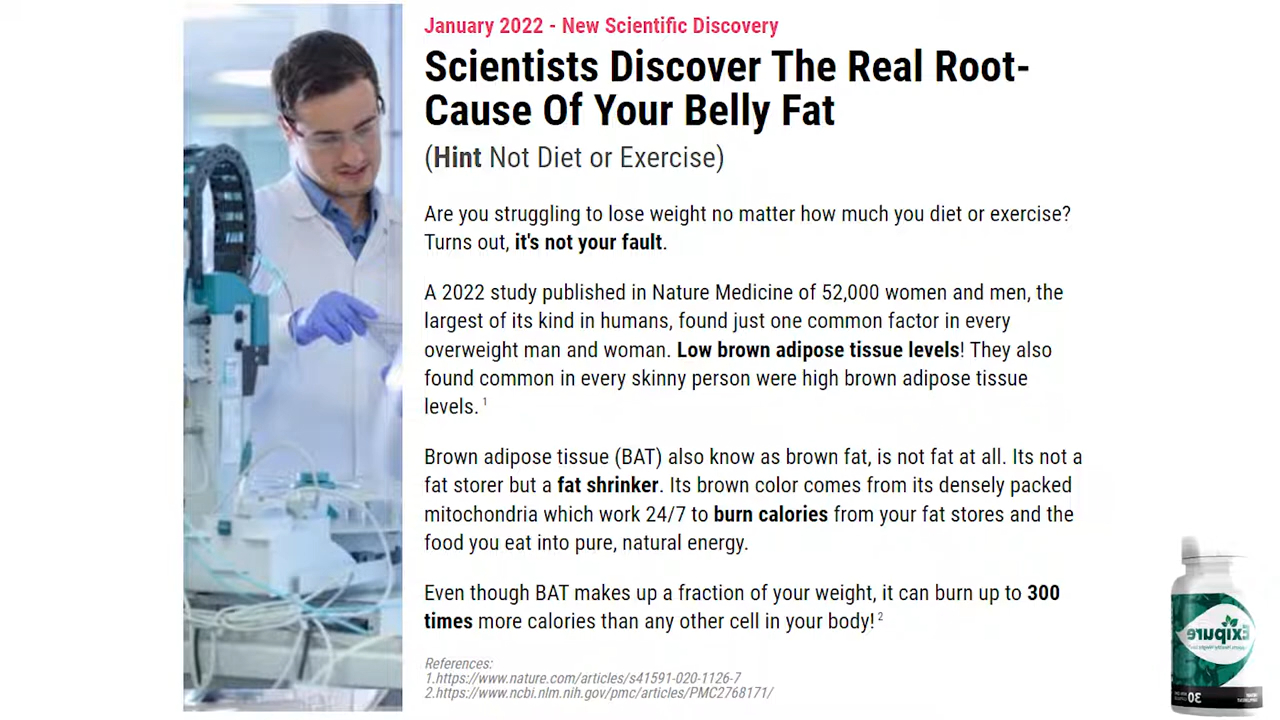 January 2022 - New Scientific Discovery
Scientists Discover The Real Root-
Cause Of Your Belly Fat
(Hint Not Diet or Exercise)
Are you struggling to lose weight no matter how much you diet or exercise?
Turns out, it's not your fault.
A 2022 study published in Nature Medicine of 52,000 women and men, the
largest of its kind in humans, found just one common factor in every
overweight man and woman. Low brown adipose tissue levels! They also
found common in every skinny person were high brown adipose tissue
levels. 1
Brown adipose tissue (BAT) also know as brown fat, is not fat at all. Its not a
fat storer but a fat shrinker. Its brown color comes from its densely packed
mitochondria which work 24/7 to burn calories from your fat stores and the
food you eat into pure, natural energy.
Even though BAT makes up a fraction of your weight, it can burn up to 300
times more calories than any other cell in your body! 2
References:
1.https://www.nature.com/articles/s41591-020-1126-7
2.https://www.ncbi.nlm.nih.gov/pmc/articles/PMC2768171/
Exipure
30